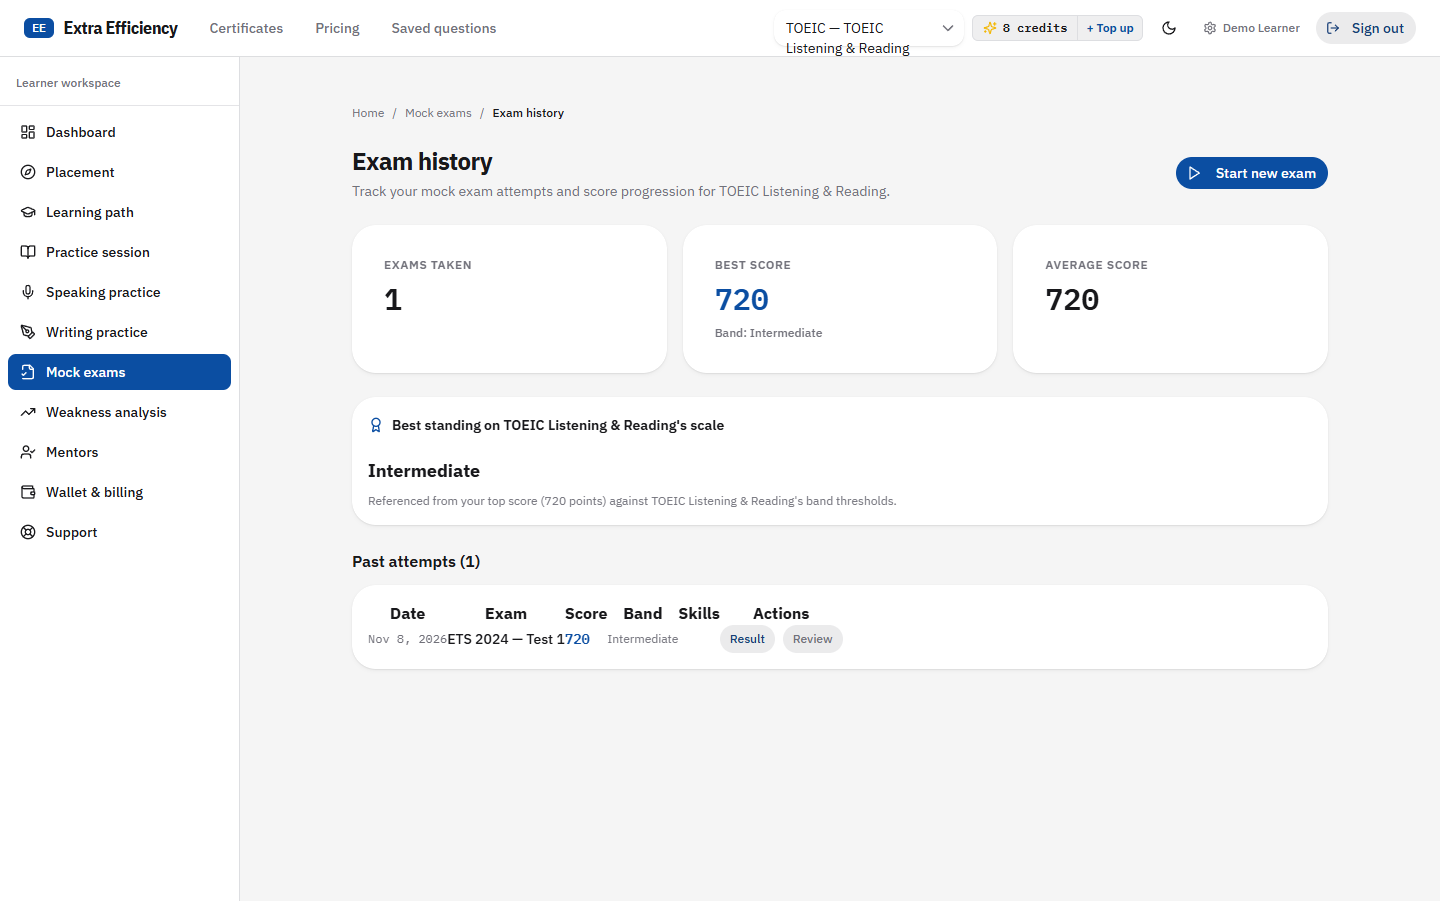 EE Extra Efficiency Certificates Pricing Saved questions TOEIC — TOEIC Listening & Reading 8 credits + Top up Demo Learner Sign out
Learner workspace
Dashboard
Placement
Learning path
Practice session
Speaking practice
Writing practice
Mock exams
Weakness analysis
Mentors
Wallet & billing
Support
Home / Mock exams / Exam history
Exam history
Track your mock exam attempts and score progression for TOEIC Listening & Reading.
Start new exam
EXAMS TAKEN
1
BEST SCORE
720
Band: Intermediate
AVERAGE SCORE
720
Best standing on TOEIC Listening & Reading's scale
Intermediate
Referenced from your top score (720 points) against TOEIC Listening & Reading's band thresholds.
Past attempts (1)
Date Exam Score Band Skills Actions
Nov 8, 2026 ETS 2024 — Test 1 720 Intermediate Result Review